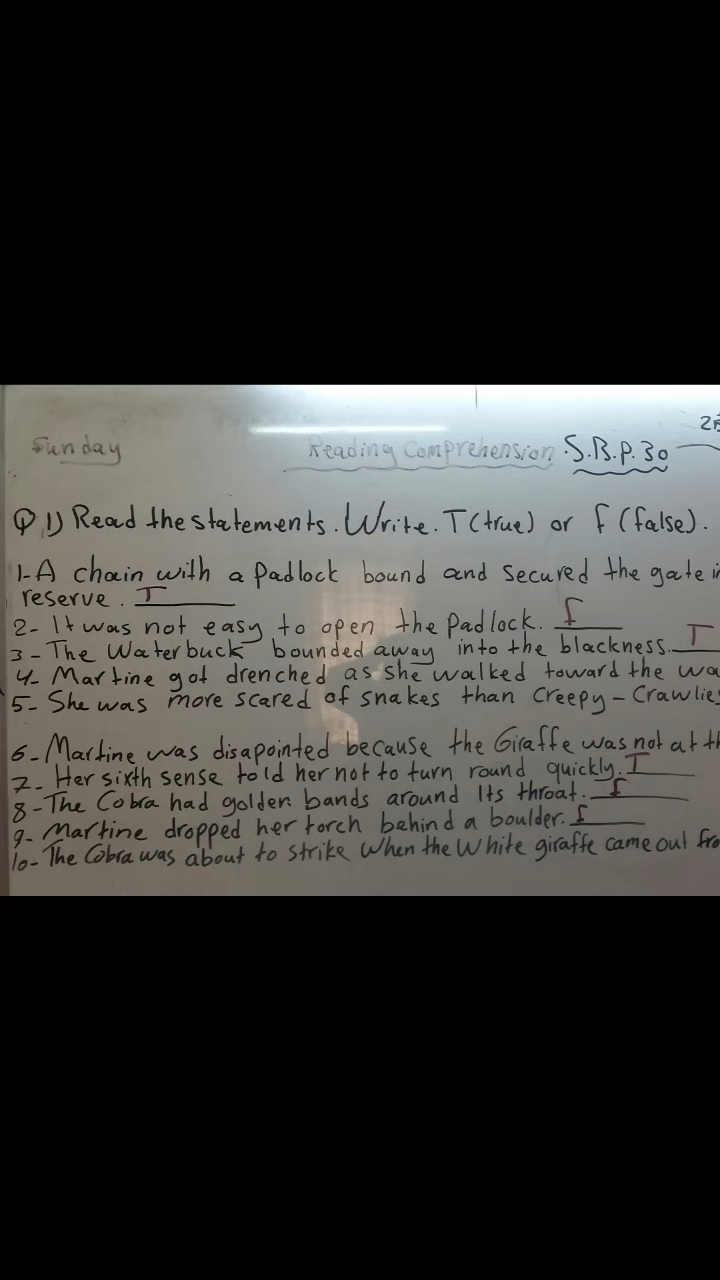 Sunday
Reading Comprehension. S.B.P.30
Q1) Read the statements. Write. T (true) or f (false).
1- A chain with a padlock bound and secured the gate
reserve. T
2- It was not easy to open the padlock. f
3- The Waterbuck bounded away into the blackness. T
4- Martine got drenched as she walked toward the
5- She was more scared of snakes than Creepy-Crawlies
6- Martine was disapointed because the Giraffe was not at
7- Her sixth sense told her not to turn round quickly. T
8- The Cobra had golden bands around Its throat. f
9- Martine dropped her torch behind a boulder. f
10- The Cobra was about to strike when the White giraffe came out